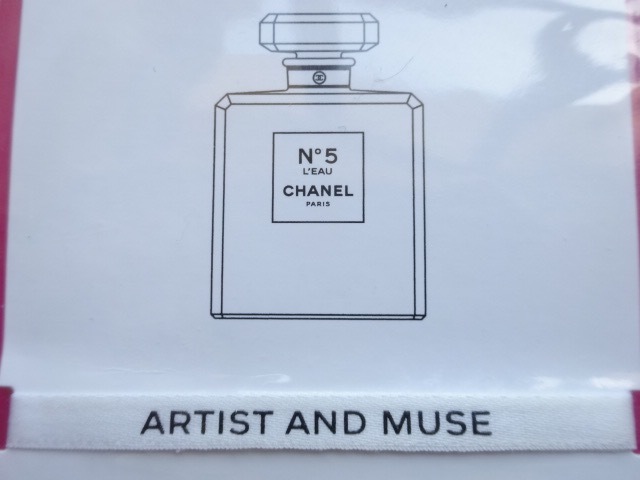 N°5
L'EAU
CHANEL
PARIS
ARTIST AND MUSE